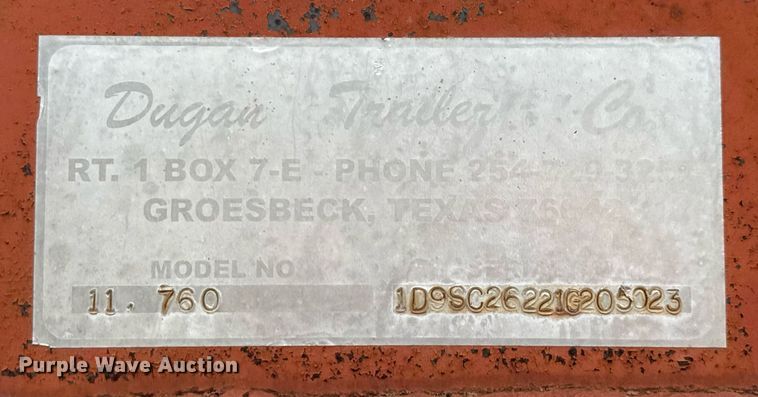 Dugan Trailer Co.
RT. 1 BOX 7-E - PHONE
GROESBECK, TEXAS
MODEL NO.
11. 760 1D9SC26221G205023
Purple Wave Auction